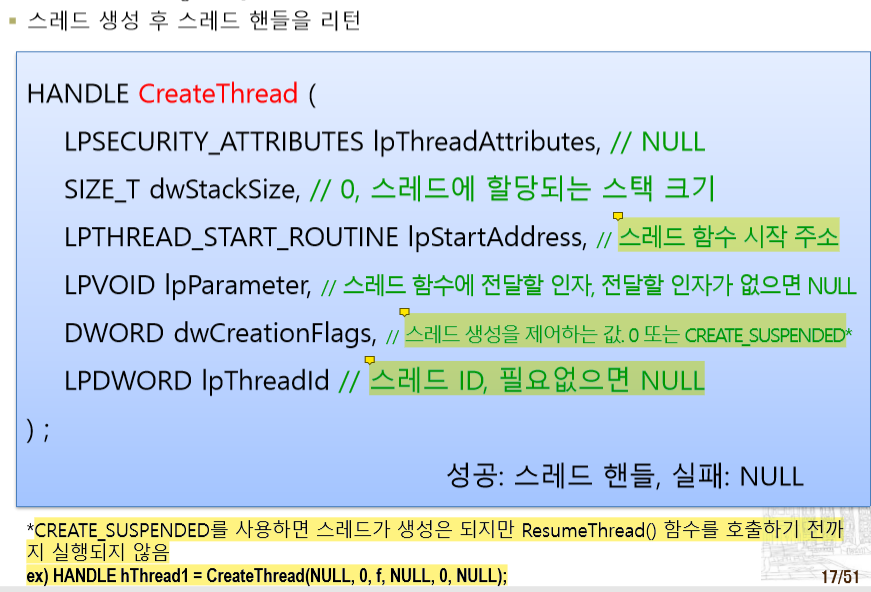 스레드 생성 후 스레드 핸들을 리턴
HANDLE CreateThread (
LPSECURITY_ATTRIBUTES lpThreadAttributes, // NULL
SIZE_T dwStackSize, // 0, 스레드에 할당되는 스택 크기
LPTHREAD_START_ROUTINE lpStartAddress, // 스레드 함수 시작 주소
LPVOID lpParameter, // 스레드 함수에 전달할 인자, 전달할 인자가 없으면 NULL
DWORD dwCreationFlags, // 스레드 생성을 제어하는 값. 0 또는 CREATE_SUSPENDED*
LPDWORD lpThreadId // 스레드 ID, 필요없으면 NULL
) ;
성공: 스레드 핸들, 실패: NULL
*CREATE_SUSPENDED를 사용하면 스레드가 생성은 되지만 ResumeThread() 함수를 호출하기 전까
지 실행되지 않음
ex) HANDLE hThread1 = CreateThread(NULL, 0, f, NULL, 0, NULL);
17/51